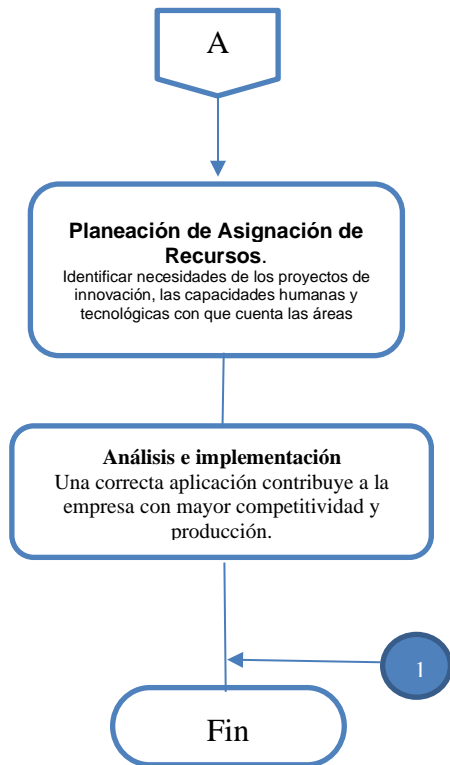 A
Planeación de Asignación de
Recursos.
Identificar necesidades de los proyectos de
innovación, las capacidades humanas y
tecnológicas con que cuenta las áreas
Análisis e implementación
Una correcta aplicación contribuye a la
empresa con mayor competitividad y
producción.
1
Fin